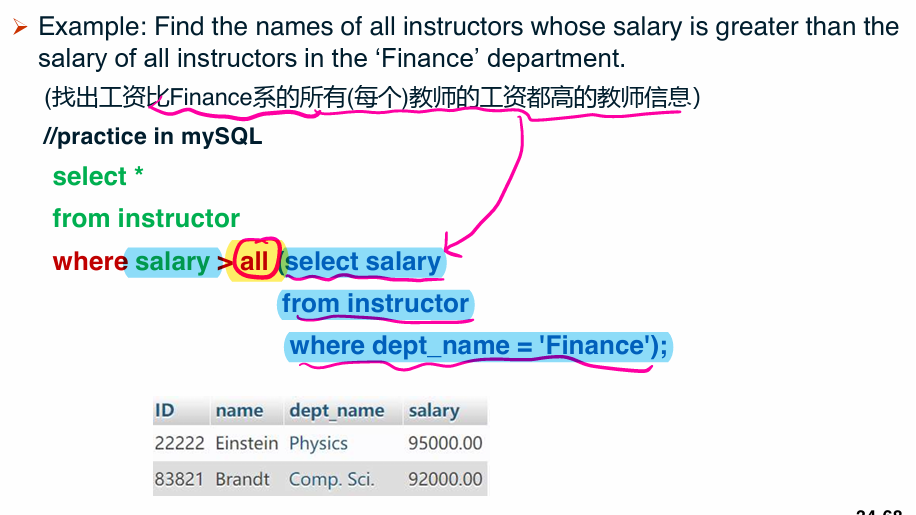 ➢ Example: Find the names of all instructors whose salary is greater than the
salary of all instructors in the ‘Finance’ department.
(找出工资比Finance系的所有(每个)教师的工资都高的教师信息)
//practice in mySQL
select *
from instructor
where salary > all (select salary
from instructor
where dept_name = 'Finance');
ID name dept_name salary
22222 Einstein Physics 95000.00
83821 Brandt Comp. Sci. 92000.00